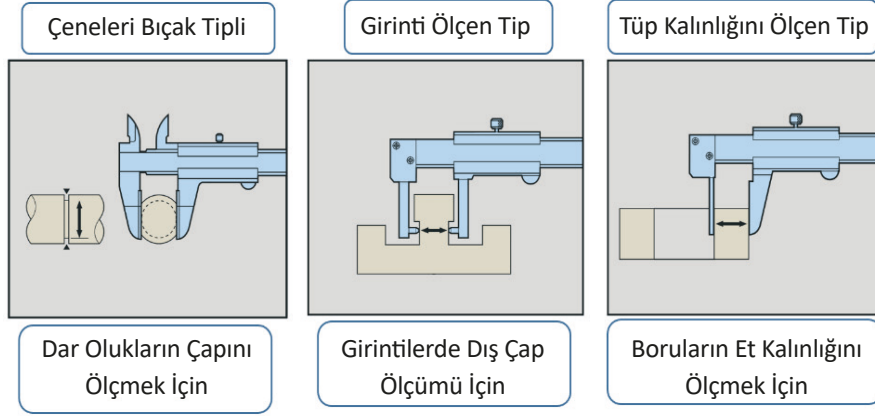 Çeneleri Bıçak Tipli
Girinti Ölçen Tip
Tüp Kalınlığını Ölçen Tip
Dar Olukların Çapını
Ölçmek İçin
Girintilerde Dış Çap
Ölçümü İçin
Boruların Et Kalınlığını
Ölçmek İçin